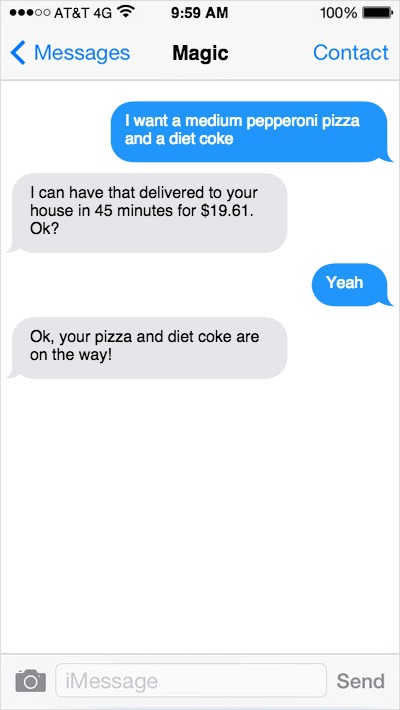 AT&T 4G 9:59 AM 100%
Messages Magic Contact
I want a medium pepperoni pizza
and a diet coke
I can have that delivered to your
house in 45 minutes for $19.61.
Ok?
Yeah
Ok, your pizza and diet coke are
on the way!
iMessage Send